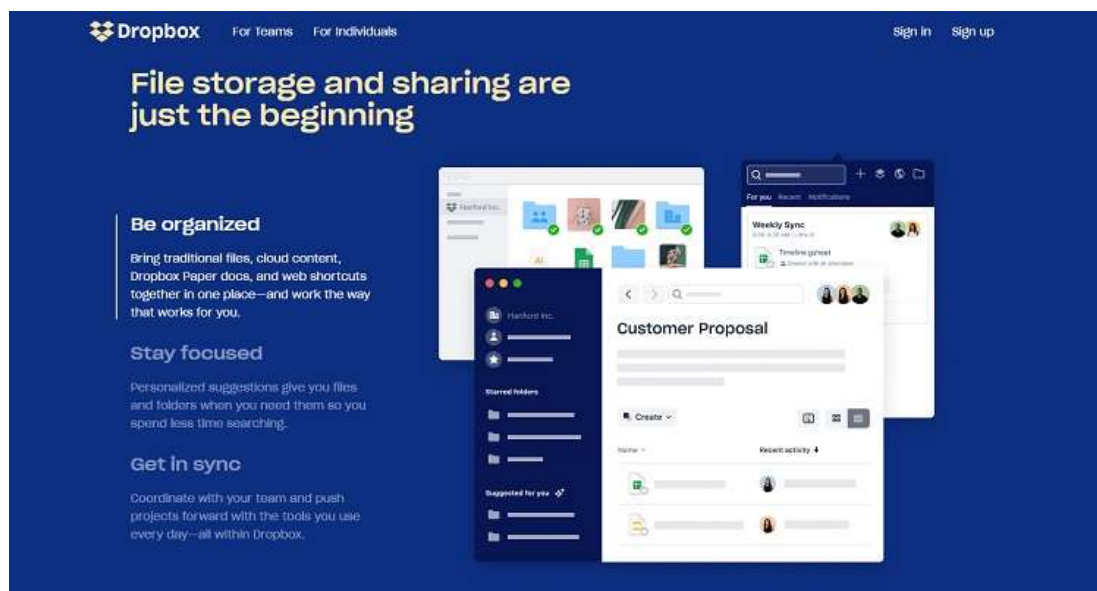 Dropbox
For Teams
For Individuals
Sign in
Sign up
File storage and sharing are
just the beginning
Be organized
Bring traditional files, cloud content,
Dropbox Paper docs, and web shortcuts
together in one place—and work the way
that works for you.
Stay focused
Personalized suggestions give you files
and folders when you need them so you
spend less time searching.
Get in sync
Coordinate with your team and push
projects forward with the tools you use
every day—all within Dropbox.
Hanford Inc.
Ai
For you
Recent
Notifications
Weekly Sync
Timeline.gsheet
Hanford Inc.
Starred folders
Suggested for you
Customer Proposal
Create
Name
Recent activity